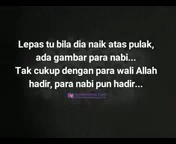 Lepas tu bila dia naik atas pulak,
ada gambar para nabi...
Tak cukup dengan para wali Allah
hadir, para nabi pun hadir...